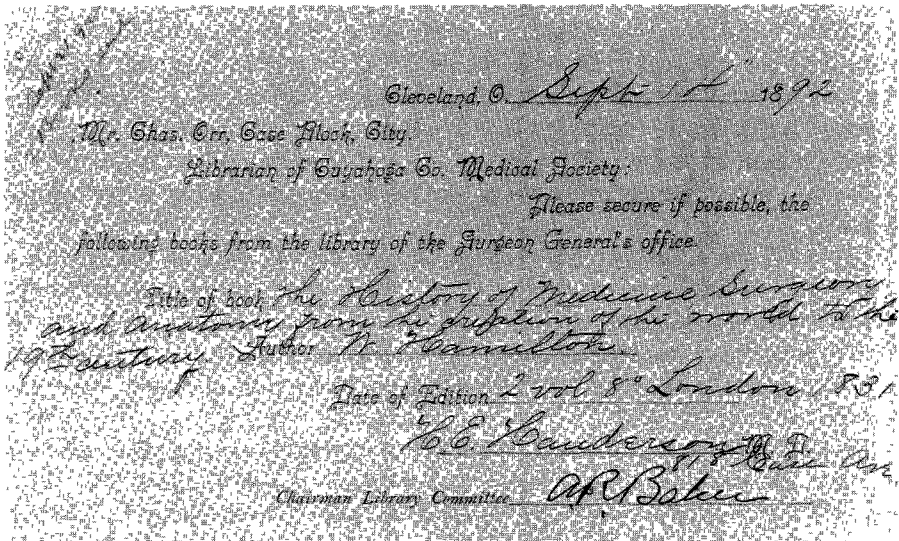 Cleveland, O. Sept 1st 1892
Mr. Chas. Orr, Case Block, City.
Librarian of Cuyahoga Co. Medical Society:
Please secure if possible, the
following books from the library of the Surgeon General's office.
Title of book The History of Medicine Surgery
and Anatomy from the creation of the world to the
19th century Author W Hamilton
Date of Edition 2 vol 8° London 1831
H. E. Handerson M D
Chairman Library Committee A R Baker